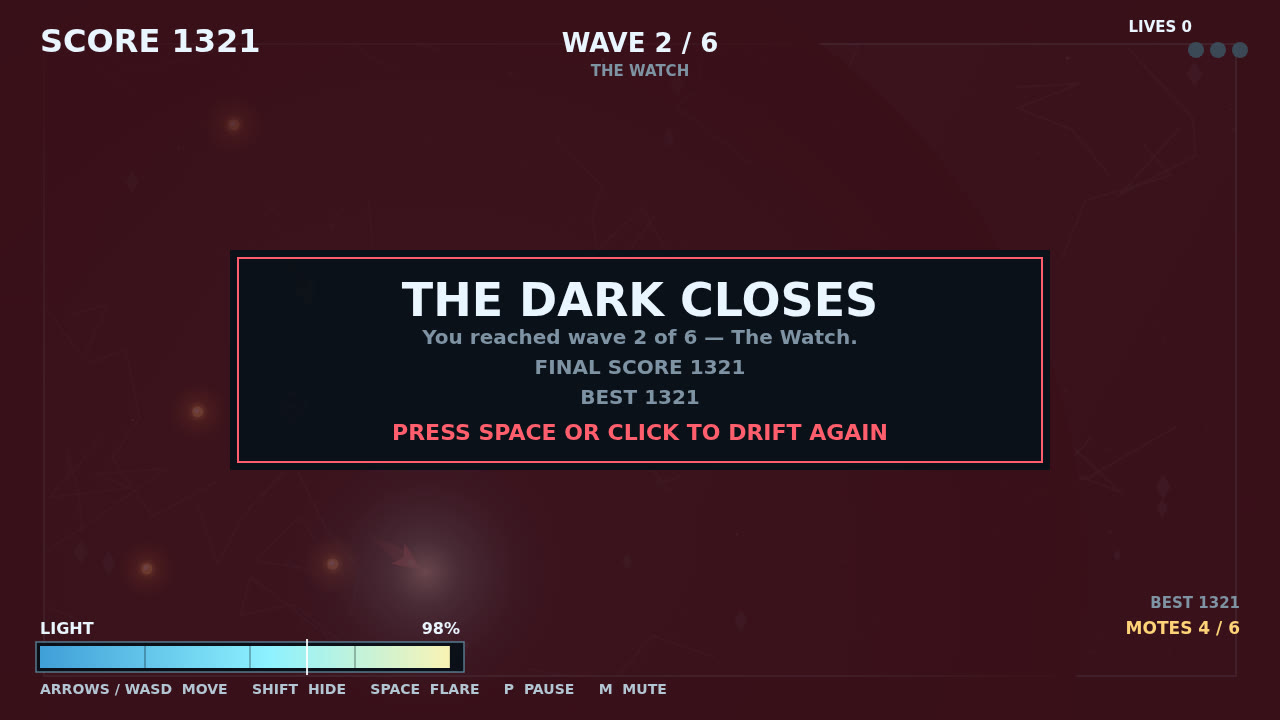 SCORE 1321
WAVE 2 / 6
THE WATCH
LIVES 0
THE DARK CLOSES
You reached wave 2 of 6 — The Watch.
FINAL SCORE 1321
BEST 1321
PRESS SPACE OR CLICK TO DRIFT AGAIN
BEST 1321
MOTES 4 / 6
LIGHT 98%
ARROWS / WASD MOVE SHIFT HIDE SPACE FLARE P PAUSE M MUTE